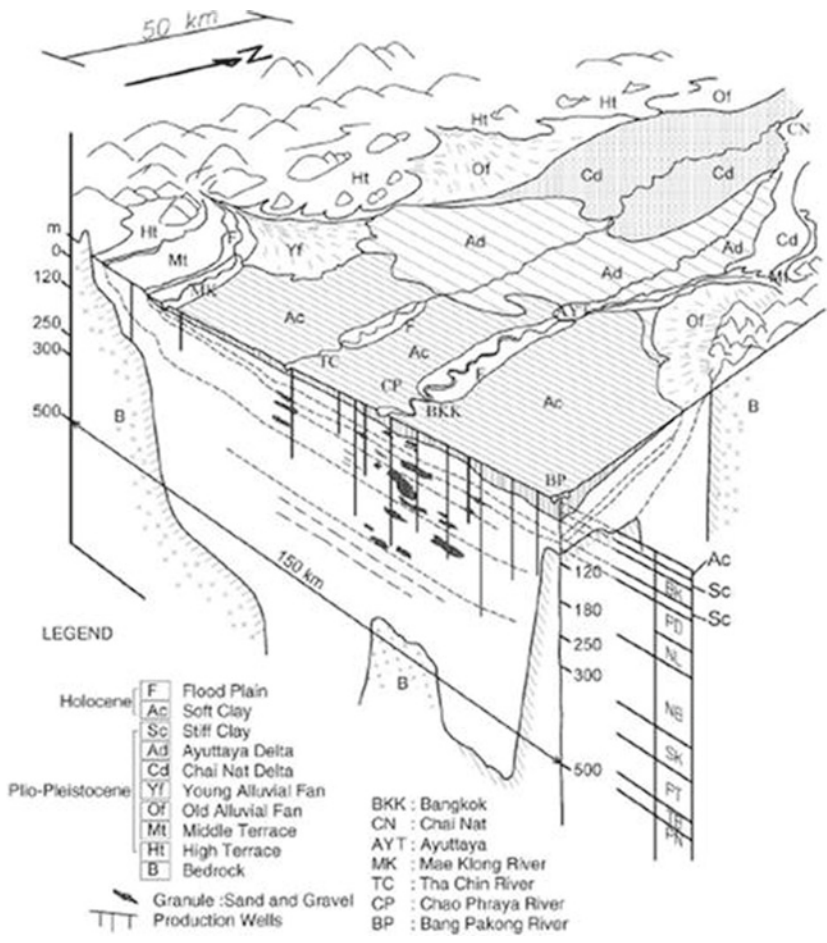 50 km
N
Ht
Ht
Of
CN
Of
Cd
Cd
Ht
Ht
Mt
F
Yf
Ad
Ad
Ad
Cd
Mt
MK
Ac
F
TC
Ac
Of
CP
BKK
F
Ac
BP
B
B
B
m
0
120
250
300
500
150 km
120
180
250
300
500
Ac
Sc
BK
Sc
PD
NL
NB
SK
PT
TB
PN
LEGEND
Holocene
F Flood Plain
Ac Soft Clay
Plio-Pleistocene
Sc Stiff Clay
Ad Ayuttaya Delta
Cd Chai Nat Delta
Yf Young Alluvial Fan
Of Old Alluvial Fan
Mt Middle Terrace
Ht High Terrace
B Bedrock
Granule :Sand and Gravel
Production Wells
BKK : Bangkok
CN : Chai Nat
AYT : Ayuttaya
MK : Mae Klong River
TC : Tha Chin River
CP : Chao Phraya River
BP : Bang Pakong River